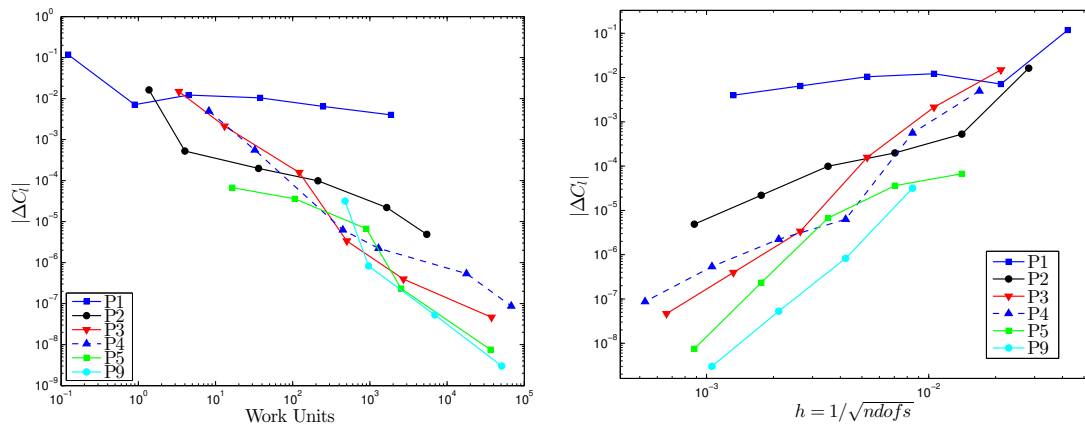 10^0
10^-1
10^-2
10^-3
10^-4
10^-5
10^-6
10^-7
10^-8
10^-9
|ΔC_l|
P1
P2
P3
P4
P5
P9
10^-1 10^0 10^1 10^2 10^3 10^4 10^5
Work Units
10^-1
10^-2
10^-3
10^-4
10^-5
10^-6
10^-7
10^-8
|ΔC_l|
P1
P2
P3
P4
P5
P9
10^-3 10^-2
h = 1/√ndofs